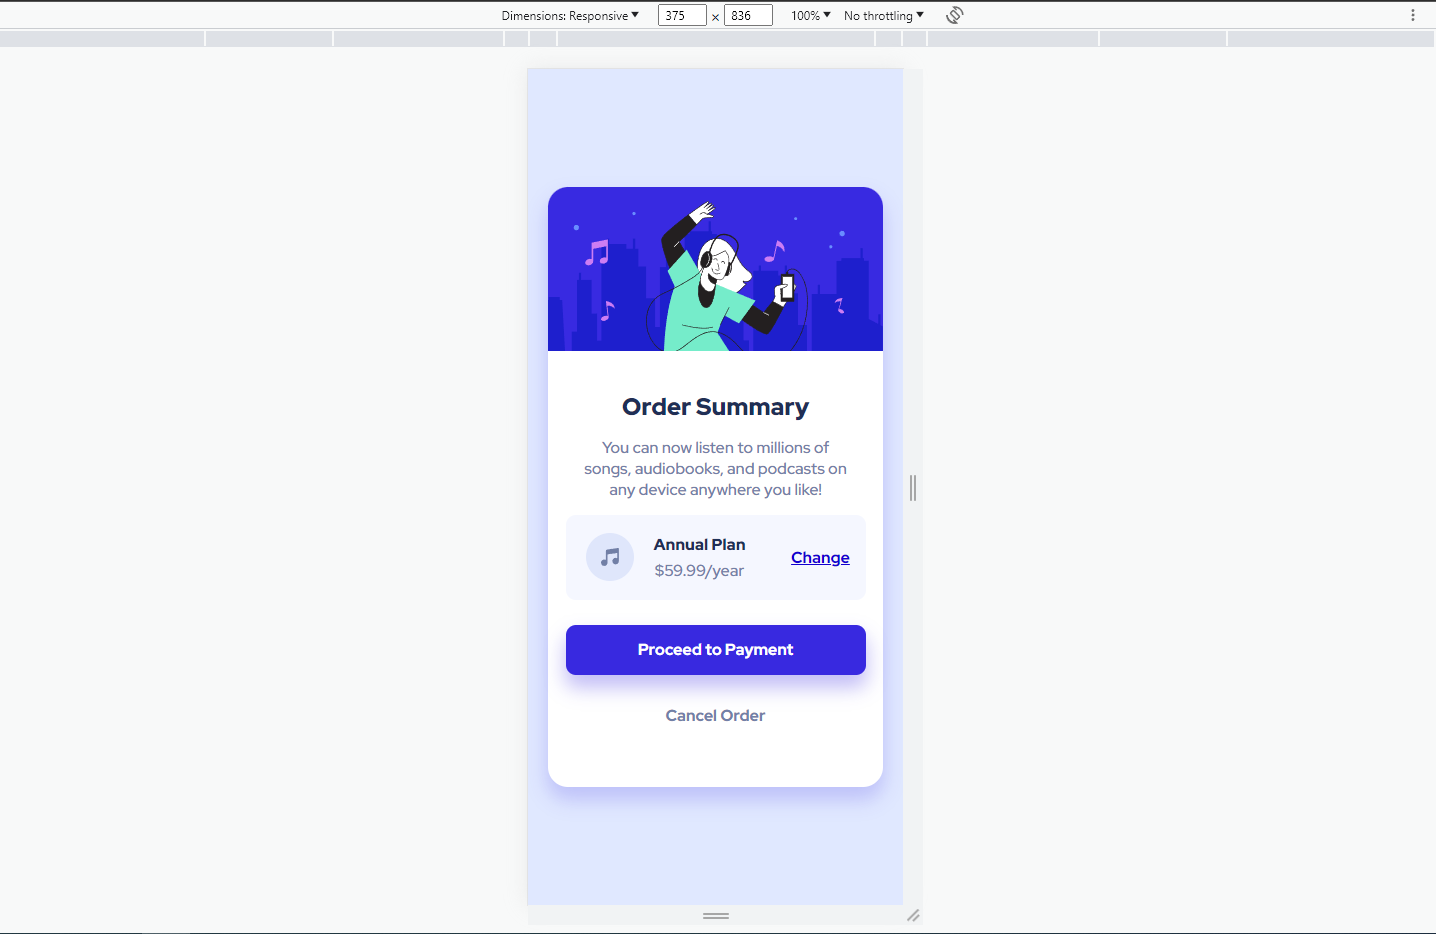 Dimensions: Responsive ▼ 375 × 836 100% ▼ No throttling ▼
Order Summary
You can now listen to millions of
songs, audiobooks, and podcasts on
any device anywhere you like!
Annual Plan
$59.99/year
Change
Proceed to Payment
Cancel Order